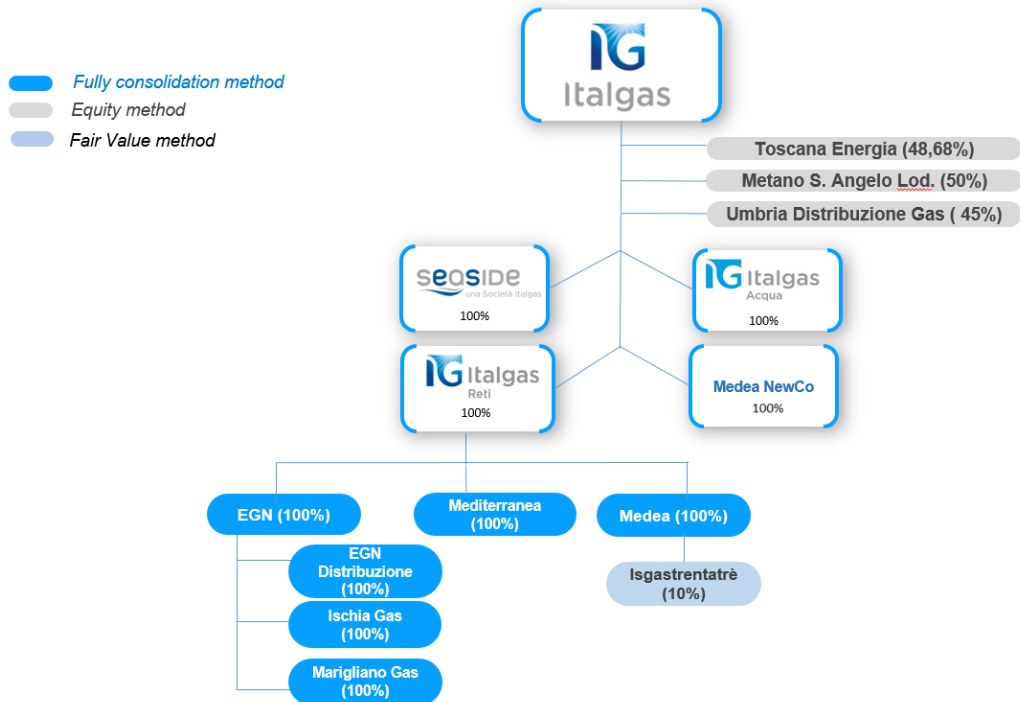 IG
Italgas
Fully consolidation method
Equity method
Fair Value method
Toscana Energia (48,68%)
Metano S. Angelo Lod. (50%)
Umbria Distribuzione Gas ( 45%)
seaside
una Società Italgas
100%
IG Italgas
Acqua
100%
IG Italgas
Reti
100%
Medea NewCo
100%
EGN (100%)
Mediterranea
(100%)
Medea (100%)
EGN
Distribuzione
(100%)
Isgastrentatrè
(10%)
Ischia Gas
(100%)
Marigliano Gas
(100%)